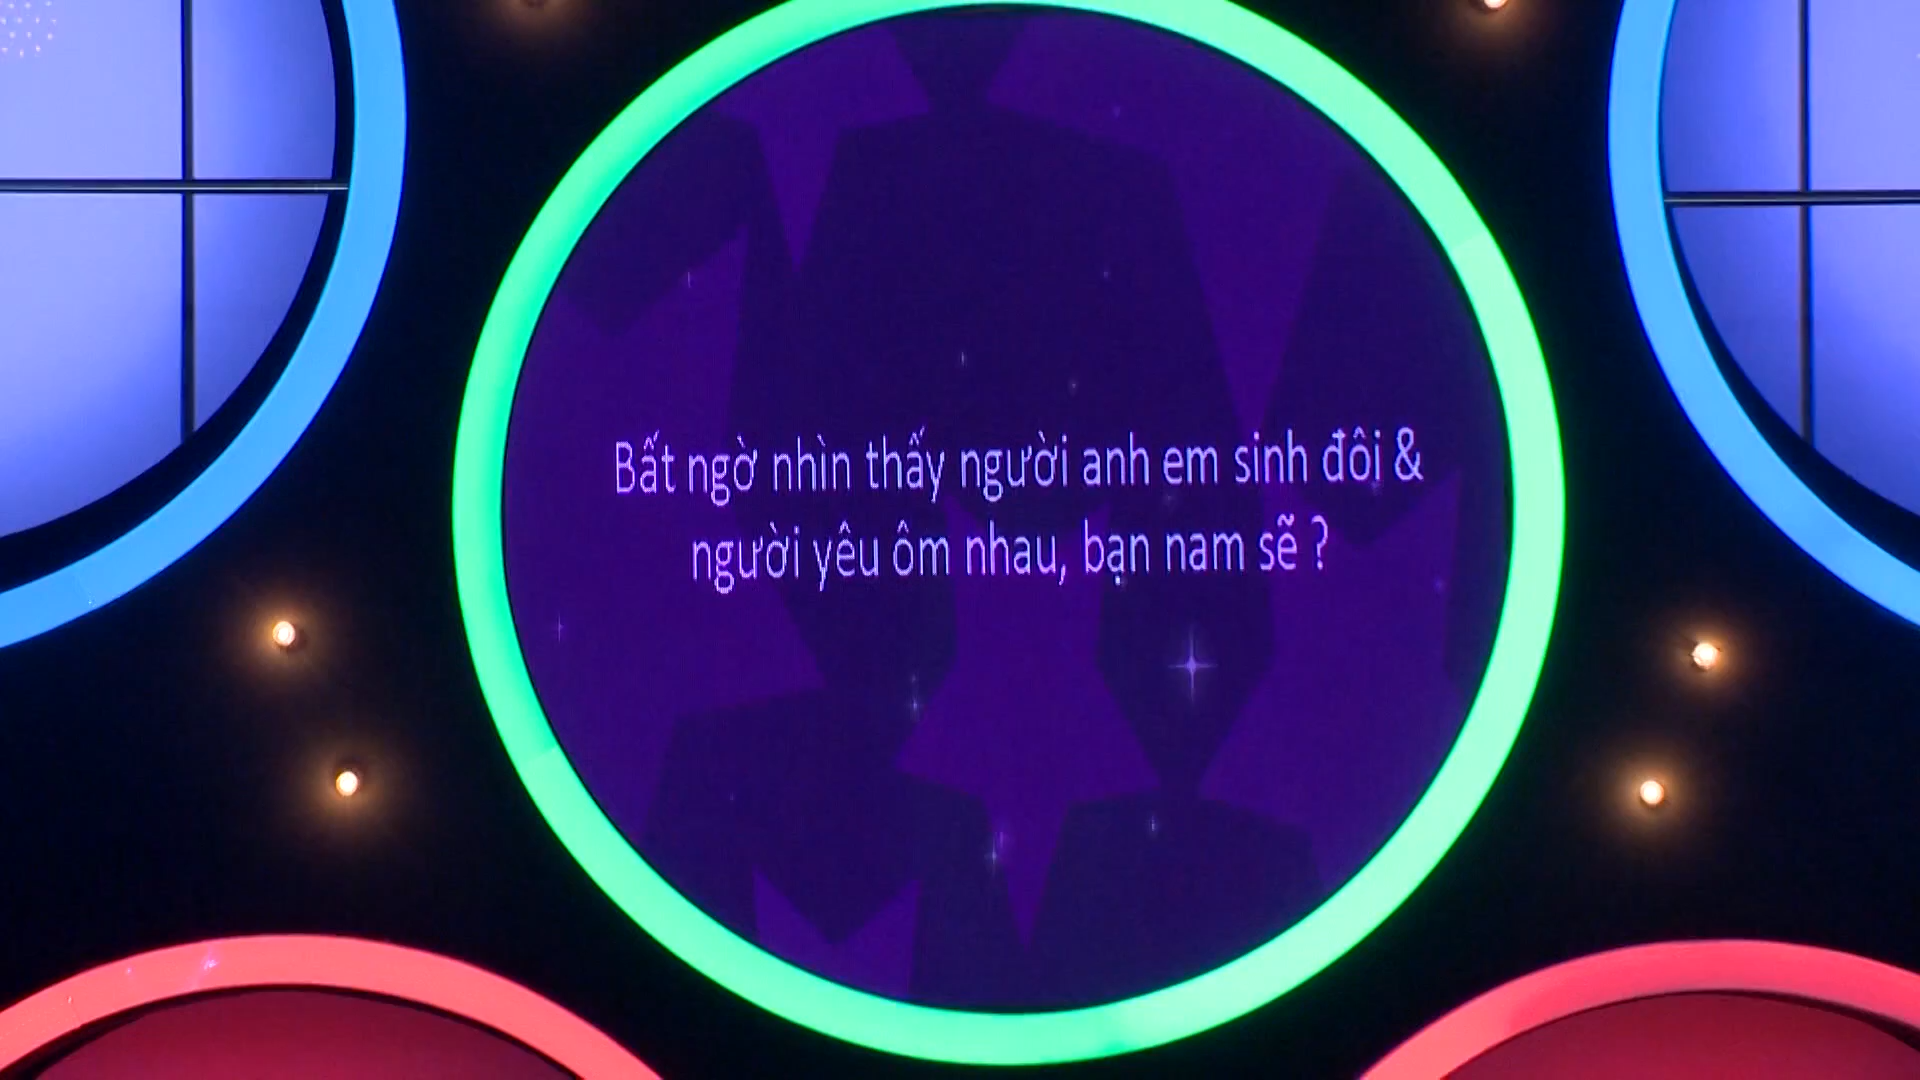 Bất ngờ nhìn thấy người anh em sinh đôi &
người yêu ôm nhau, bạn nam sẽ ?